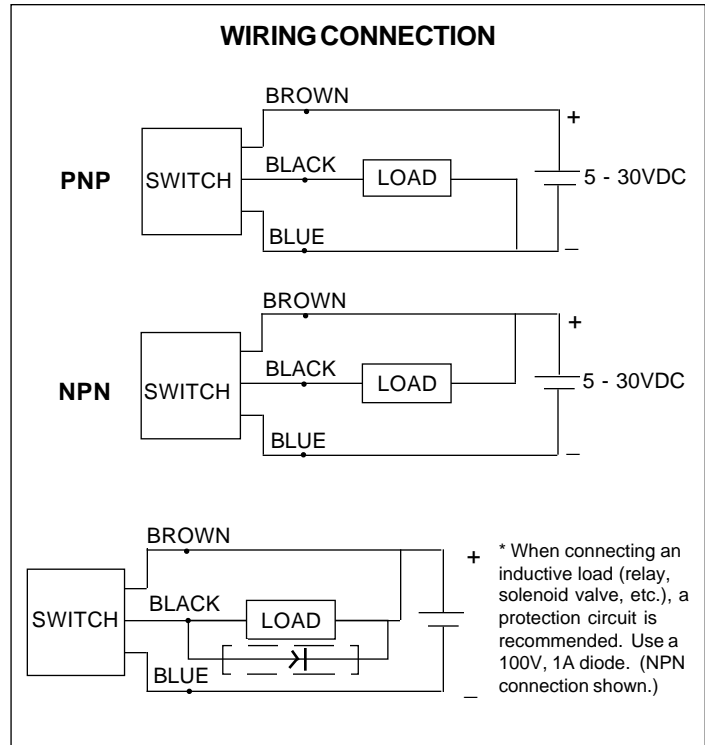 WIRING CONNECTION
BROWN
+
PNP
SWITCH
BLACK
LOAD
5 - 30VDC
BLUE
_
BROWN
+
NPN
SWITCH
BLACK
LOAD
5 - 30VDC
BLUE
_
BROWN
+
SWITCH
BLACK
LOAD
BLUE
_
* When connecting an
inductive load (relay,
solenoid valve, etc.), a
protection circuit is
recommended.  Use a
100V, 1A diode.  (NPN
connection shown.)